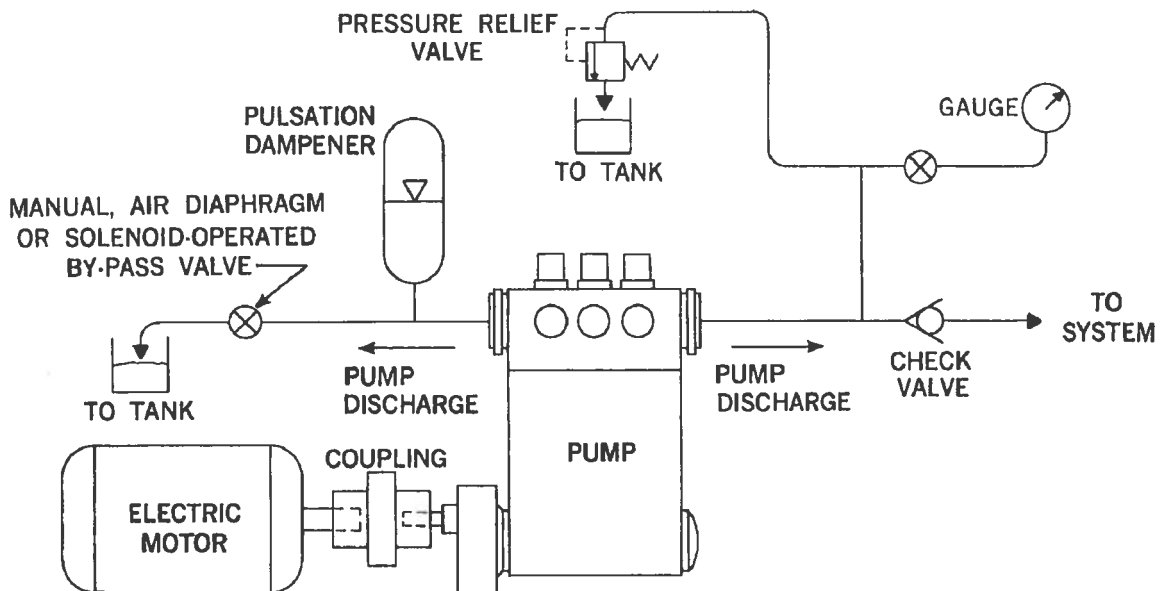 PRESSURE RELIEF
VALVE
TO TANK
GAUGE
PULSATION
DAMPENER
MANUAL, AIR DIAPHRAGM
OR SOLENOID-OPERATED
BY-PASS VALVE
TO TANK
PUMP
DISCHARGE
PUMP
DISCHARGE
CHECK
VALVE
TO
SYSTEM
COUPLING
PUMP
ELECTRIC
MOTOR